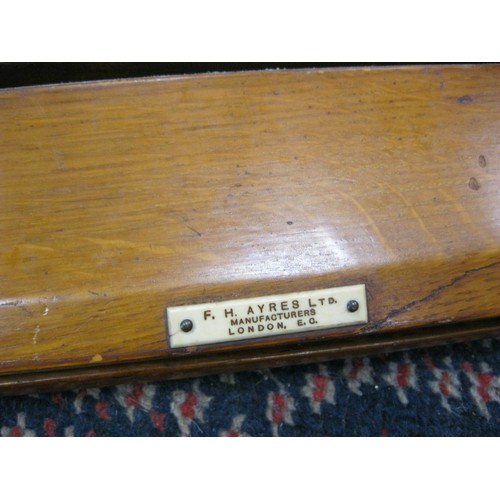 F. H. AYRES LTD.
MANUFACTURERS
LONDON, E.C.